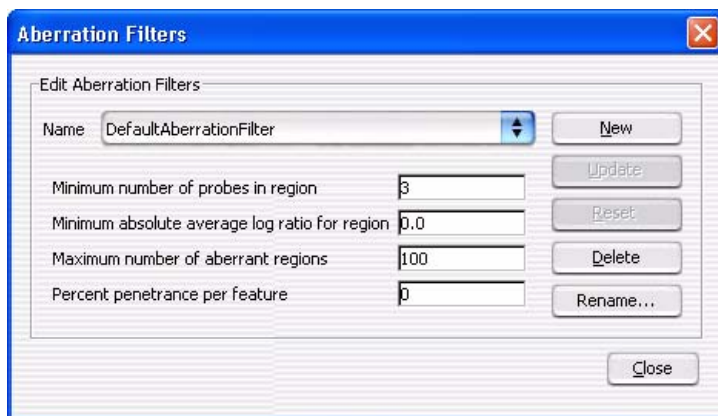 Aberration Filters
Edit Aberration Filters
Name DefaultAberrationFilter New
Update
Minimum number of probes in region 3
Minimum absolute average log ratio for region 0.0 Reset
Maximum number of aberrant regions 100 Delete
Percent penetrance per feature 0 Rename...
Close